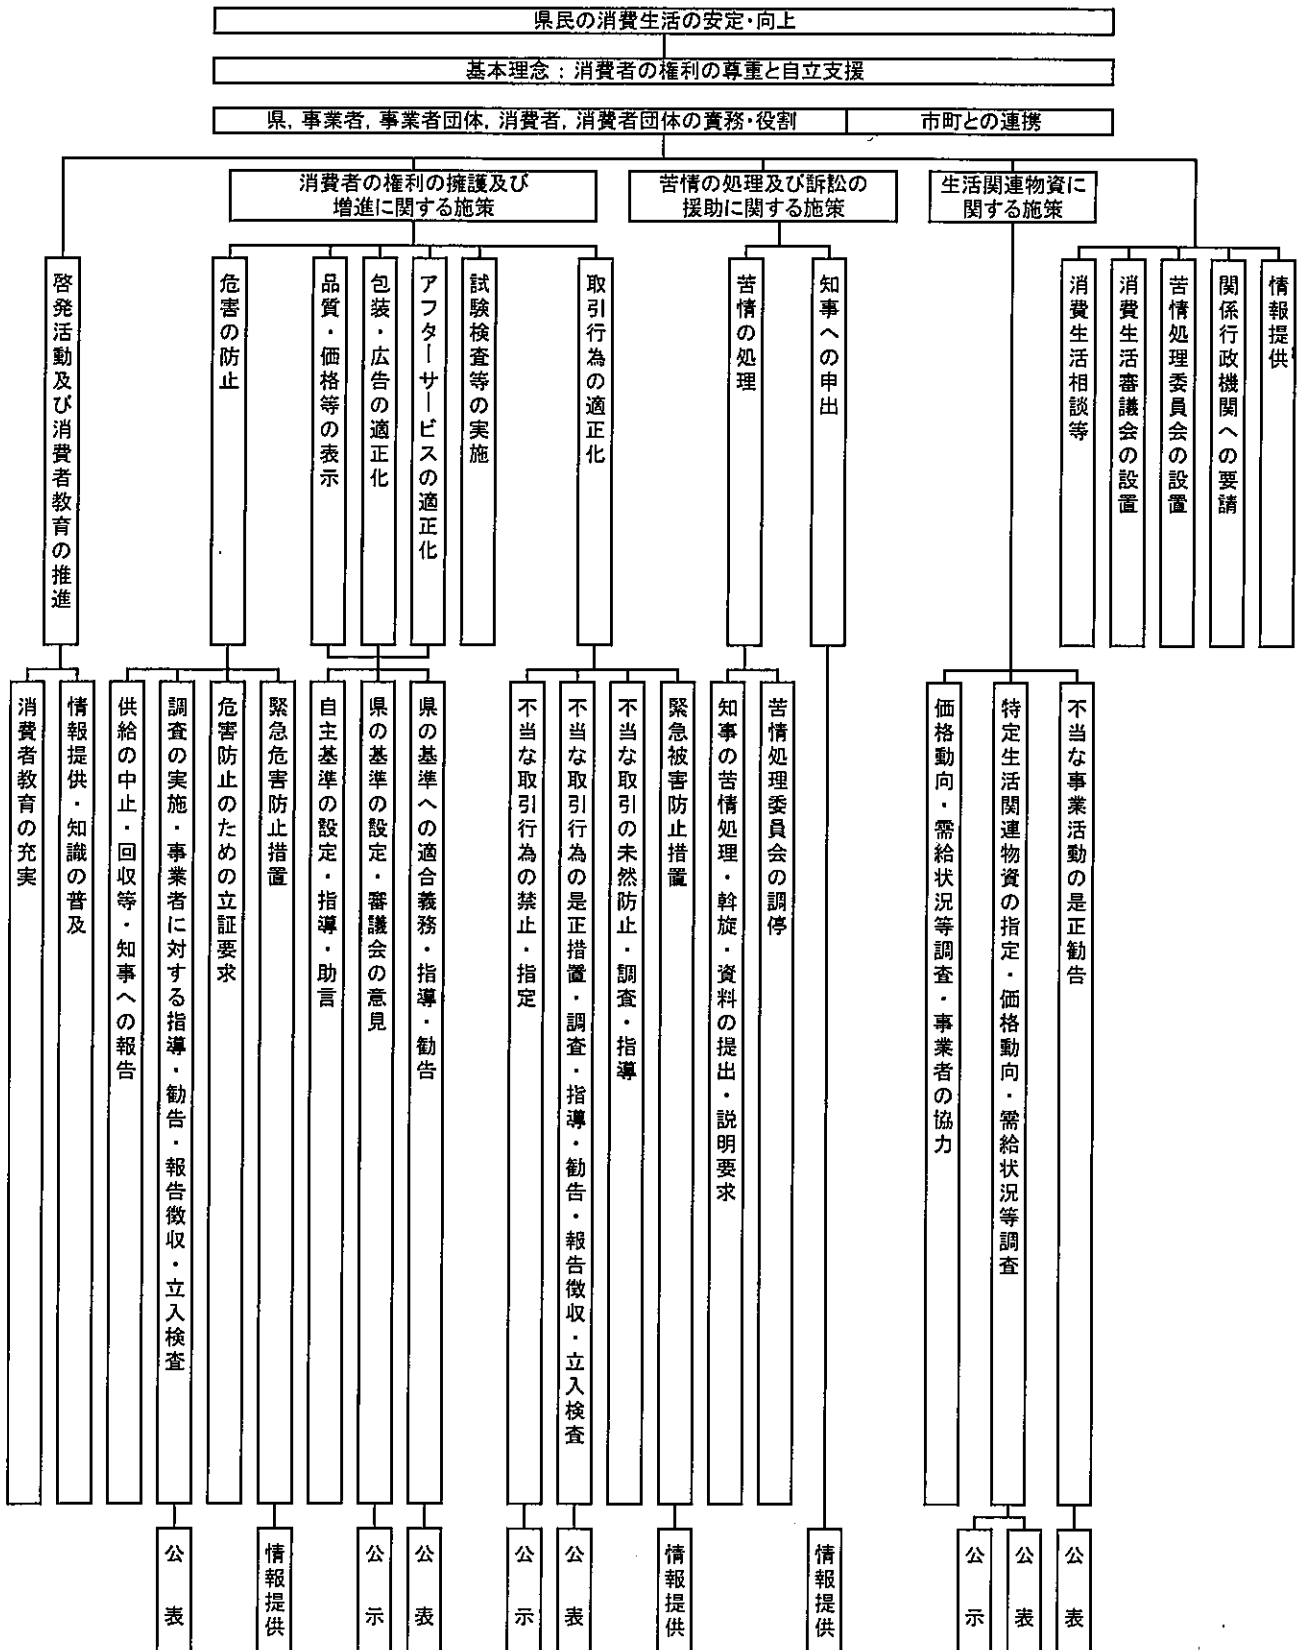 県民の消費生活の安定・向上
基本理念：消費者の権利の尊重と自立支援
県，事業者，事業者団体，消費者，消費者団体の責務・役割
市町との連携
消費者の権利の擁護及び
増進に関する施策
苦情の処理及び訴訟の
援助に関する施策
生活関連物資に
関する施策
啓発活動及び消費者教育の推進
危害の防止
品質・価格等の表示
包装・広告の適正化
アフターサービスの適正化
試験検査等の実施
取引行為の適正化
苦情の処理
知事への申出
消費生活相談等
消費生活審議会の設置
苦情処理委員会の設置
関係行政機関への要請
情報提供
消費者教育の充実
情報提供・知識の普及
供給の中止・回収等・知事への報告
調査の実施・事業者に対する指導・勧告・報告徴収・立入検査
危害防止のための立証要求
緊急危害防止措置
自主基準の設定・指導・助言
県の基準の設定・審議会の意見
県の基準への適合義務・指導・勧告
不当な取引行為の禁止・指定
不当な取引行為の是正措置・調査・指導・勧告・報告徴収・立入検査
不当な取引の未然防止・調査・指導
緊急被害防止措置
知事の苦情処理・斡旋・資料の提出・説明要求
苦情処理委員会の調停
価格動向・需給状況等調査・事業者の協力
特定生活関連物資の指定・価格動向・需給状況等調査
不当な事業活動の是正勧告
公表
情報提供
公示
公表
公示
公表
情報提供
情報提供
公示
公表
公表